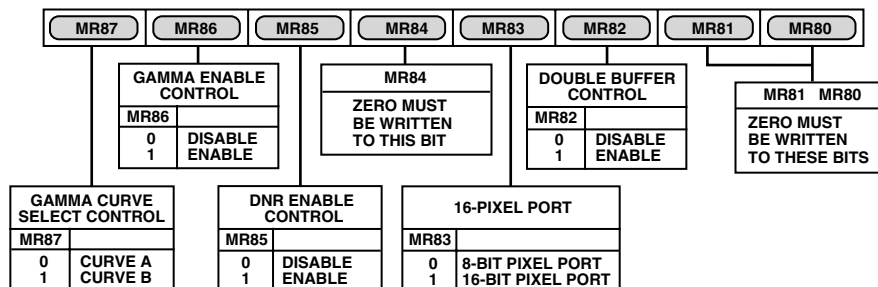 MR87 MR86 MR85 MR84 MR83 MR82 MR81 MR80
GAMMA ENABLE
CONTROL
MR86
0 DISABLE
1 ENABLE
MR84
ZERO MUST
BE WRITTEN
TO THIS BIT
DOUBLE BUFFER
CONTROL
MR82
0 DISABLE
1 ENABLE
MR81 MR80
ZERO MUST
BE WRITTEN
TO THESE BITS
GAMMA CURVE
SELECT CONTROL
MR87
0 CURVE A
1 CURVE B
DNR ENABLE
CONTROL
MR85
0 DISABLE
1 ENABLE
16-PIXEL PORT
MR83
0 8-BIT PIXEL PORT
1 16-BIT PIXEL PORT